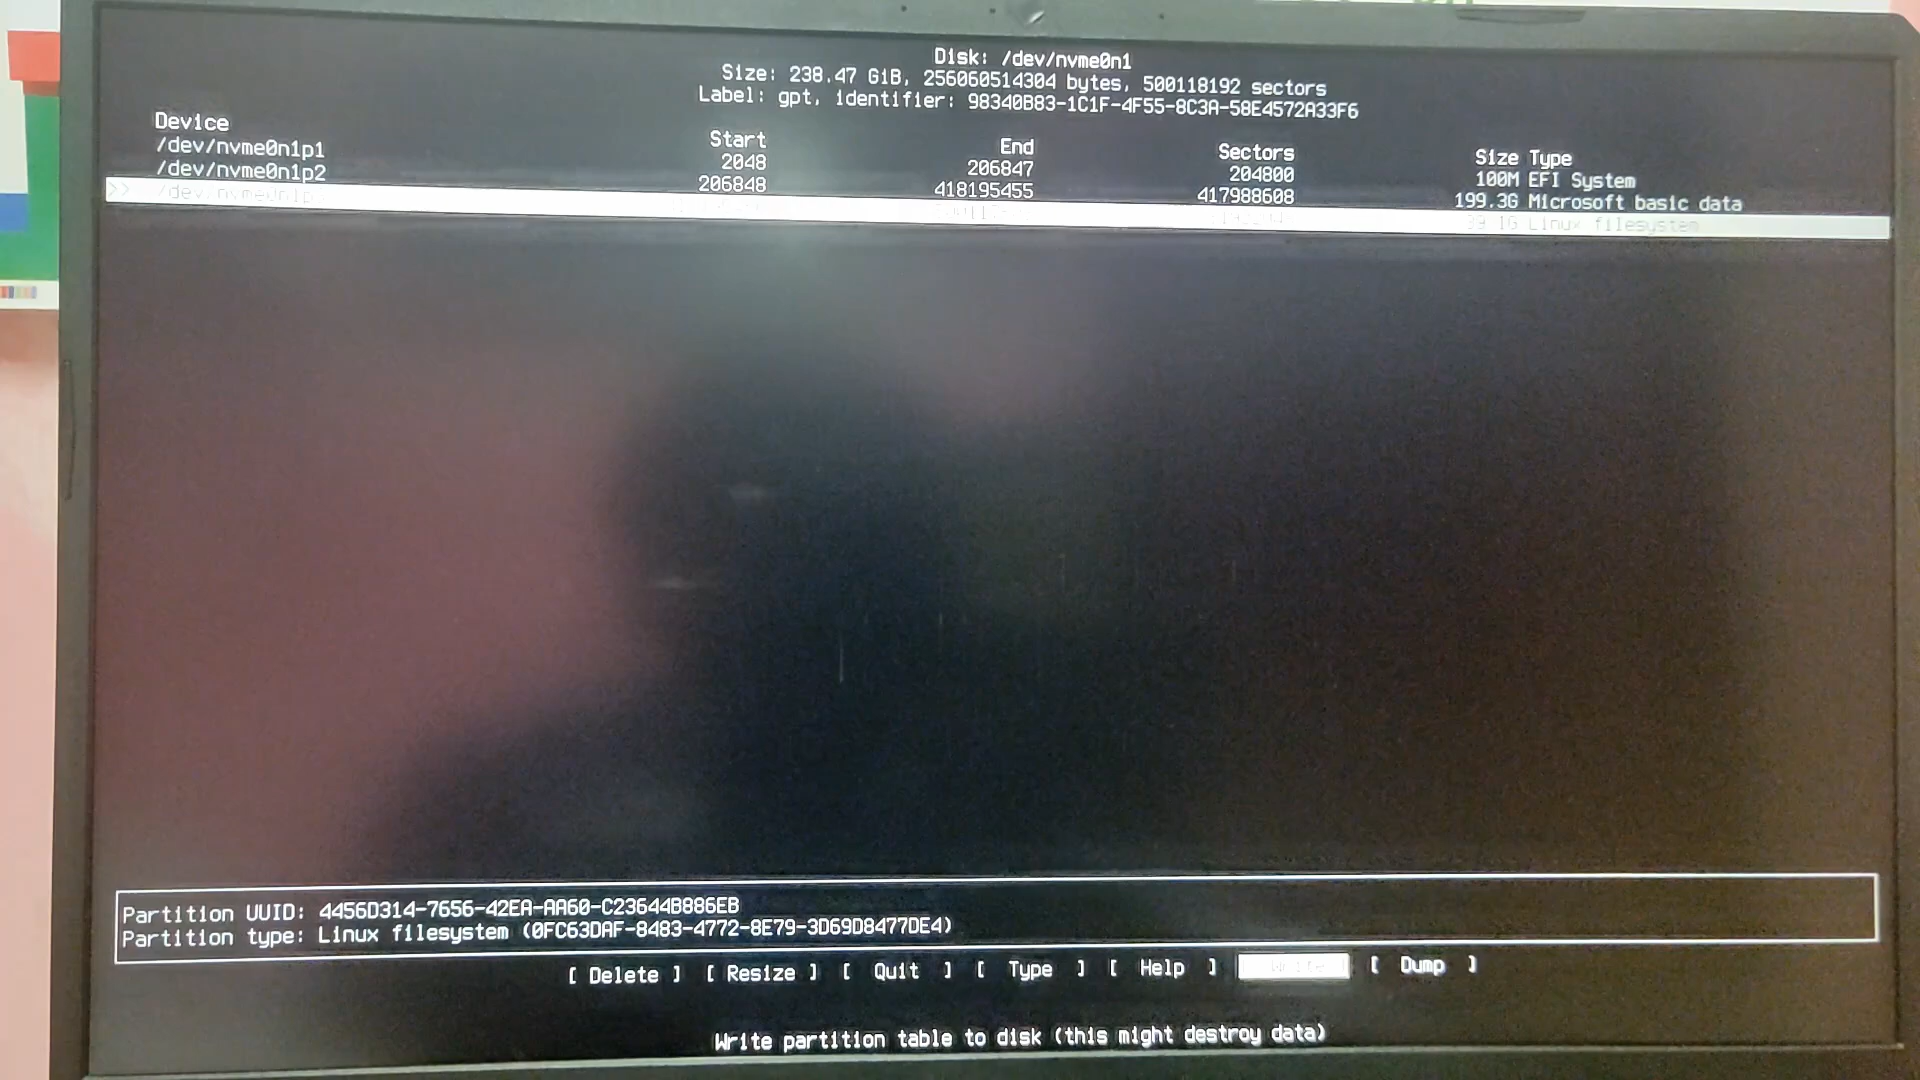 Disk: /dev/nvme0n1
Size: 238.47 GiB, 256060514304 bytes, 500118192 sectors
Label: gpt, identifier: 98340B83-1C1F-4F55-8C3A-58E4572A33F6
Device Start End Sectors Size Type
/dev/nvme0n1p1 2048 206847 204800 100M EFI System
/dev/nvme0n1p2 206848 418195455 417988608 199.3G Microsoft basic data
>> 39.1G Linux filesystem
Partition UUID: 4456D314-7656-42EA-AA60-C23644B886EB
Partition type: Linux filesystem (0FC63DAF-8483-4772-8E79-3D69D8477DE4)
[ Delete ] [ Resize ] [ Quit ] [ Type ] [ Help ] [ Write ] [ Dump ]
Write partition table to disk (this might destroy data)